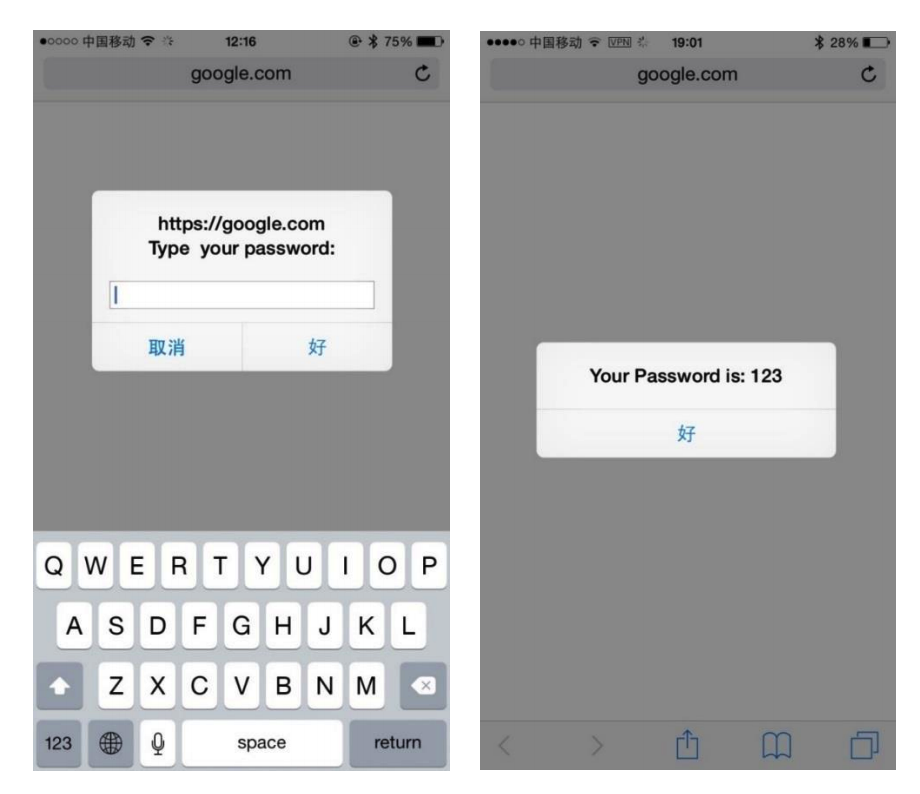 中国移动 12:16 75%
google.com
https://google.com
Type your password:
取消 好
Q W E R T Y U I O P
A S D F G H J K L
Z X C V B N M
123 space return
中国移动 VPN 19:01 28%
google.com
Your Password is: 123
好